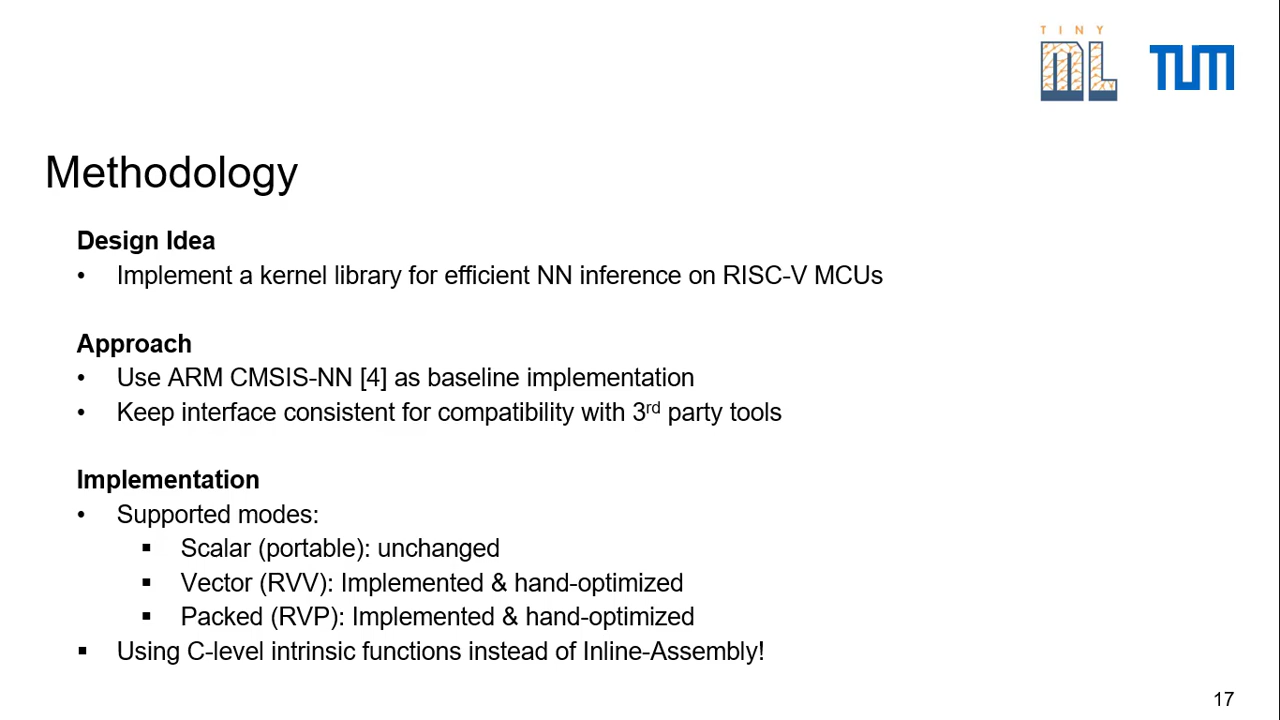 TINY
ML
TUM
Methodology
Design Idea
• Implement a kernel library for efficient NN inference on RISC-V MCUs
Approach
• Use ARM CMSIS-NN [4] as baseline implementation
• Keep interface consistent for compatibility with 3rd party tools
Implementation
• Supported modes:
▪ Scalar (portable): unchanged
▪ Vector (RVV): Implemented & hand-optimized
▪ Packed (RVP): Implemented & hand-optimized
▪ Using C-level intrinsic functions instead of Inline-Assembly!
17